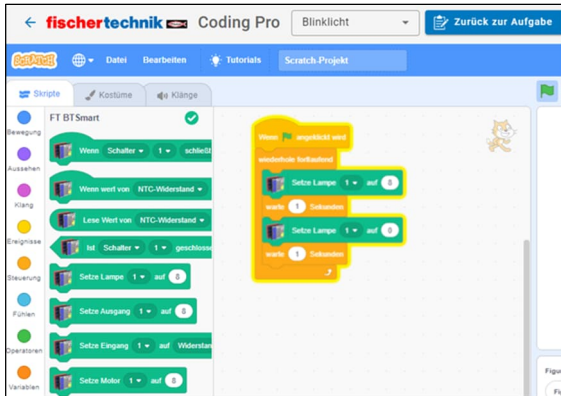 fischertechnik Coding Pro
Blinklicht
Zurück zur Aufgabe
SCRATCH
Datei Bearbeiten Tutorials Scratch-Projekt
Skripte Kostüme Klänge
FT BTSmart
Bewegung
Aussehen
Klang
Ereignisse
Steuerung
Fühlen
Operatoren
Variablen
Wenn Schalter 1 schließt
Wenn wert von NTC-Widerstand
Lese Wert von NTC-Widerstand
Ist Schalter 1 geschlosse
Setze Lampe 1 auf 8
Setze Ausgang 1 auf 8
Setze Eingang 1 auf Widerstan
Setze Motor 1 auf 8
Wenn angeklickt wird
wiederhole fortlaufend
Setze Lampe 1 auf 8
warte 1 Sekunden
Setze Lampe 1 auf 0
warte 1 Sekunden
Figu
Fi